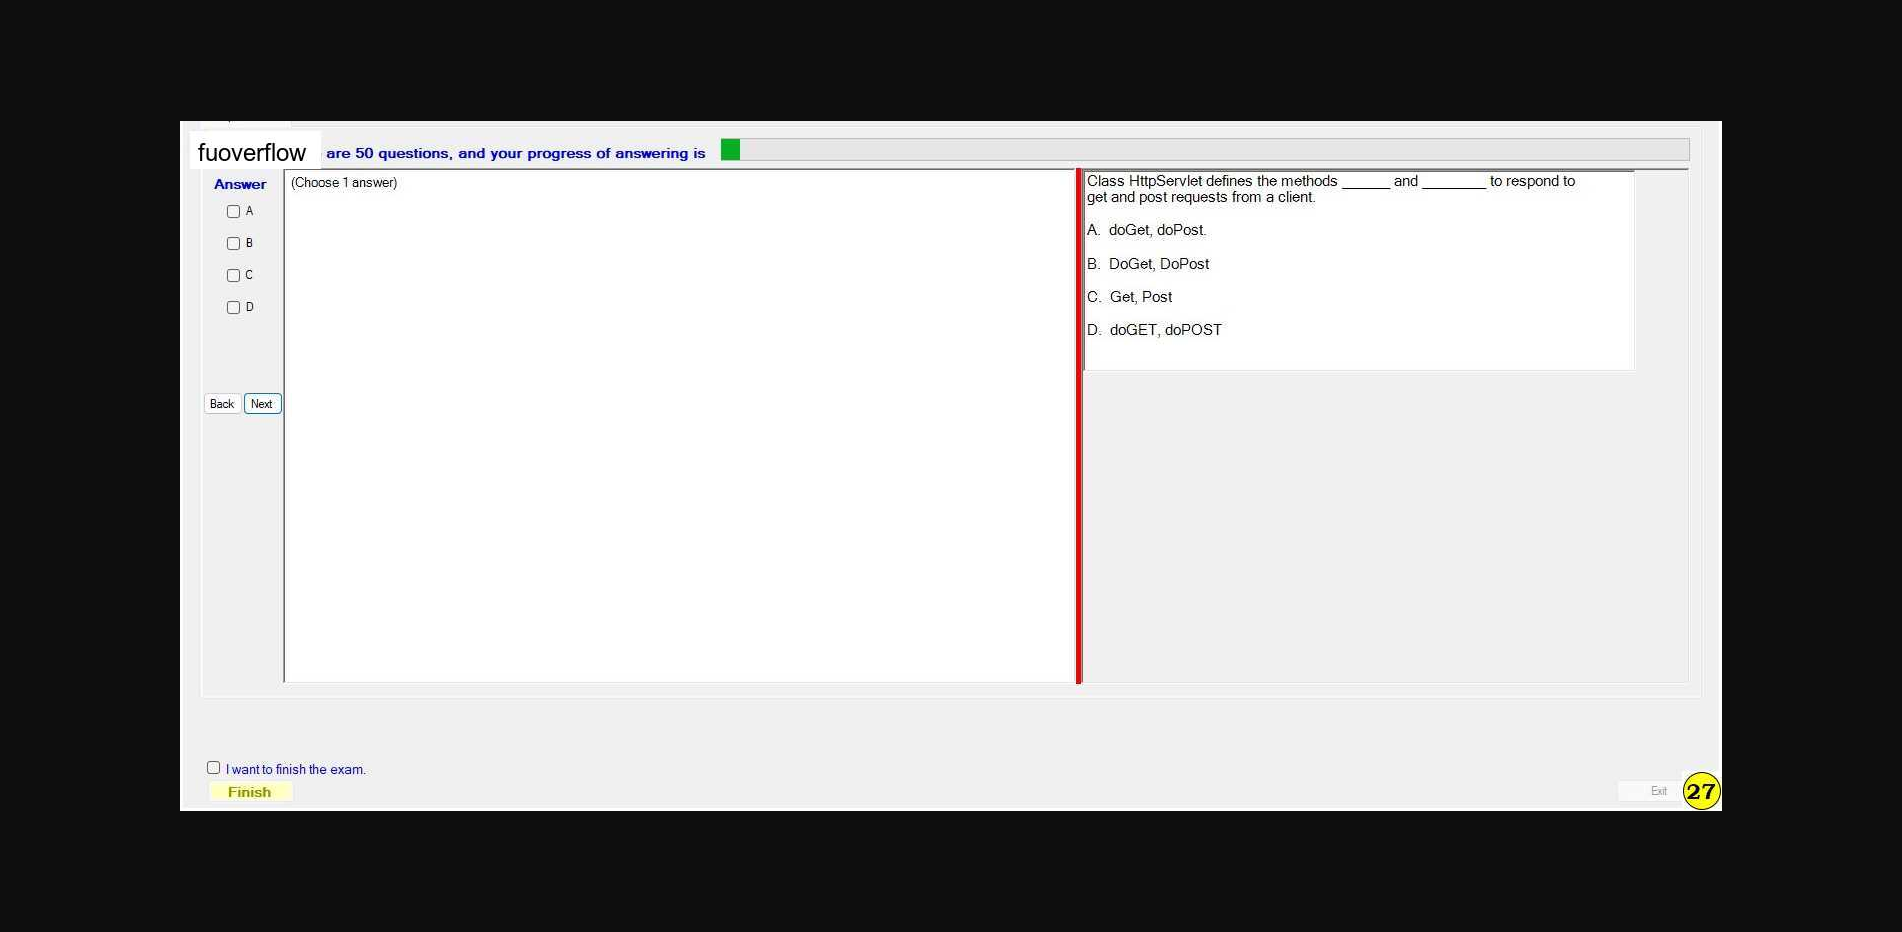 fuoverflow are 50 questions, and your progress of answering is
Answer
(Choose 1 answer)
A
B
C
D
Back Next
Class HttpServlet defines the methods ______ and ________ to respond to
get and post requests from a client.
A. doGet, doPost.
B. DoGet, DoPost
C. Get, Post
D. doGET, doPOST
I want to finish the exam.
Finish
Exit
27